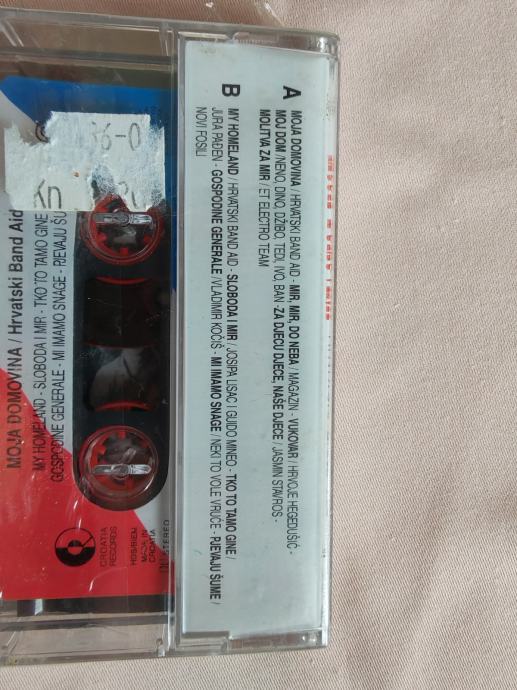 A
MOJA DOMOVINA / HRVATSKI BAND AID - MIR, MIR, DO NEBA / MAGAZIN - VUKOVAR / HRVOJE HEGEDUŠIĆ -
MOJ DOM / NENO, DINO, DŽIBO, TEDI, IVO, BAN - ZA DJECU DJECE, NAŠE DJECE / JASMIN STAVROS -
MOLITVA ZA MIR / ET ELECTRO TEAM
B
MY HOMELAND / HRVATSKI BAND AID - SLOBODA I MIR / JOSIPA LISAC I GUIDO MINEO - TKO TO TAMO GINE /
JURA PAĐEN - GOSPODINE GENERALE / VLADIMIR KOČIŠ - MI IMAMO SNAGE / NEKI TO VOLE VRUĆE - PJEVAJU ŠUME /
NOVI FOSILI
Kn
MOJA DOMOVINA / Hrvatski Band Aid
MY HOMELAND - SLOBODA I MIR - TKO TO TAMO GINE
GOSPODINE GENERALE - MI IMAMO SNAGE - PJEVAJU ŠU
CROATIA
RECORDS
MADE IN
CROATIA
STEREO